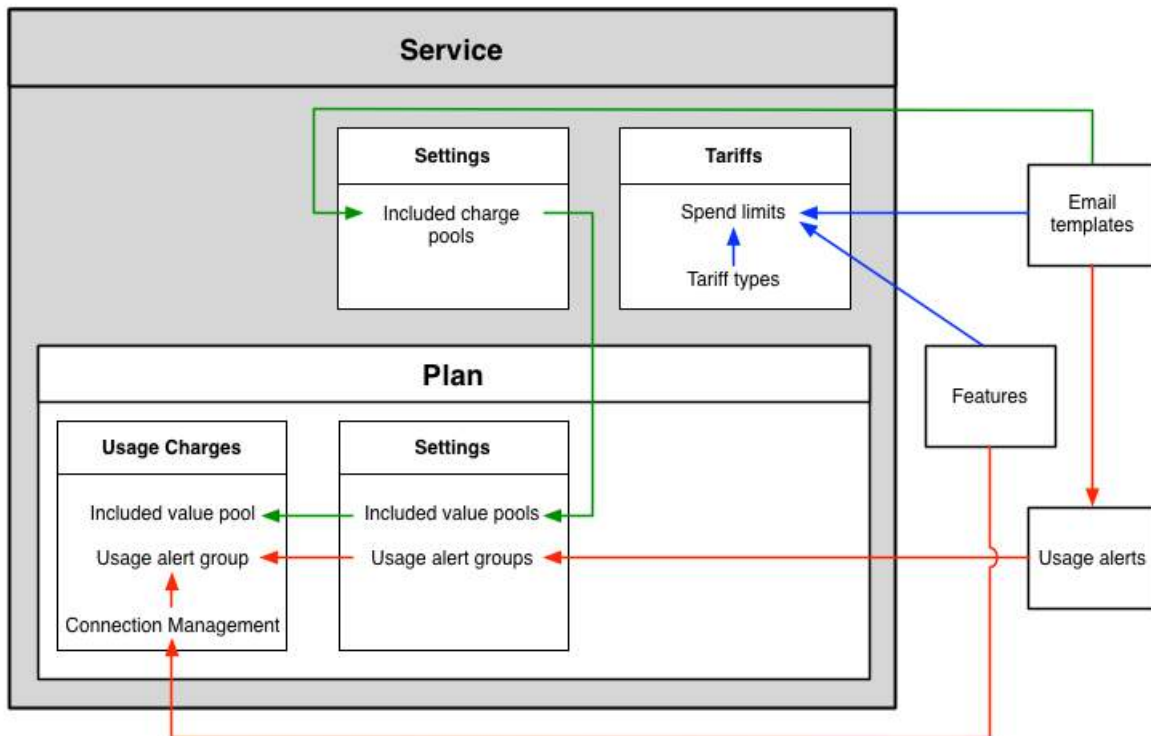 Service
Settings
Tariffs
Included charge
pools
Spend limits
Tariff types
Email
templates
Plan
Features
Usage Charges
Settings
Included value pool
Included value pools
Usage alert group
Usage alert groups
Usage alerts
Connection Management